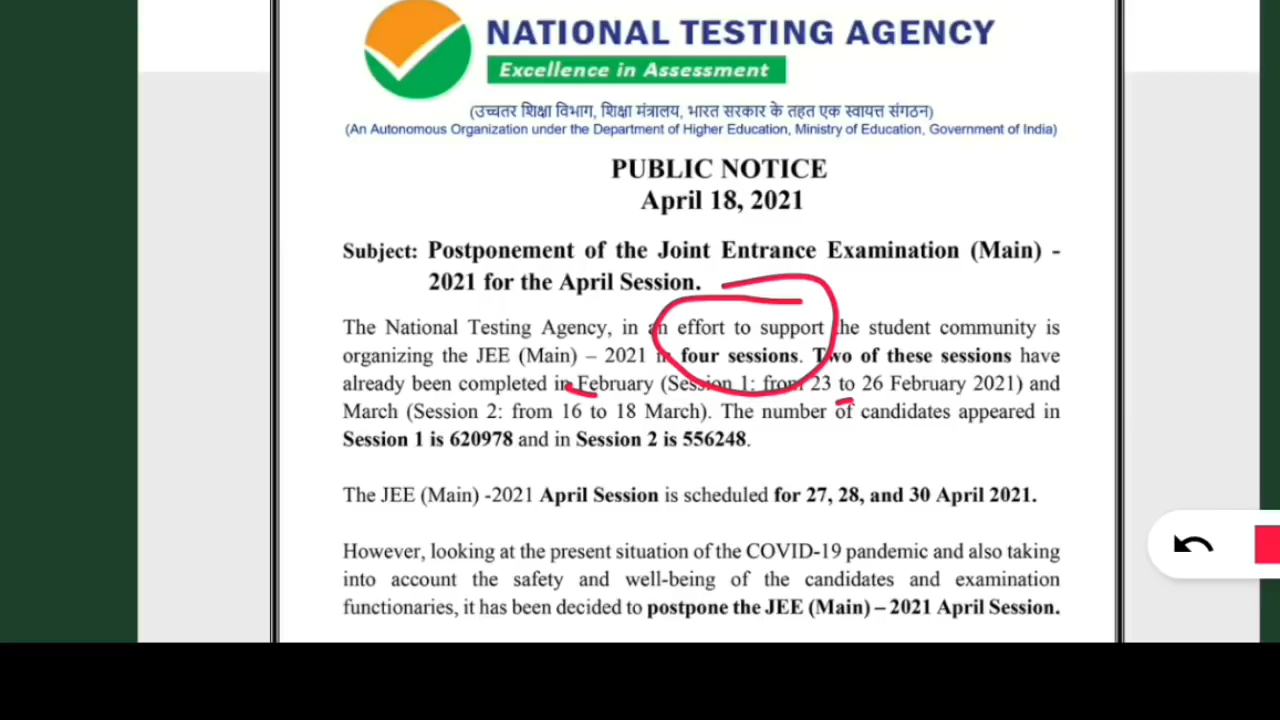 NATIONAL TESTING AGENCY
Excellence in Assessment
(उच्चतर शिक्षा विभाग, शिक्षा मंत्रालय, भारत सरकार के तहत एक स्वायत्त संगठन)
(An Autonomous Organization under the Department of Higher Education, Ministry of Education, Government of India)
PUBLIC NOTICE
April 18, 2021
Subject: Postponement of the Joint Entrance Examination (Main) -
2021 for the April Session.
The National Testing Agency, in an effort to support the student community is
organizing the JEE (Main) – 2021 in four sessions. Two of these sessions have
already been completed in February (Session 1: from 23 to 26 February 2021) and
March (Session 2: from 16 to 18 March). The number of candidates appeared in
Session 1 is 620978 and in Session 2 is 556248.
The JEE (Main) -2021 April Session is scheduled for 27, 28, and 30 April 2021.
However, looking at the present situation of the COVID-19 pandemic and also taking
into account the safety and well-being of the candidates and examination
functionaries, it has been decided to postpone the JEE (Main) – 2021 April Session.